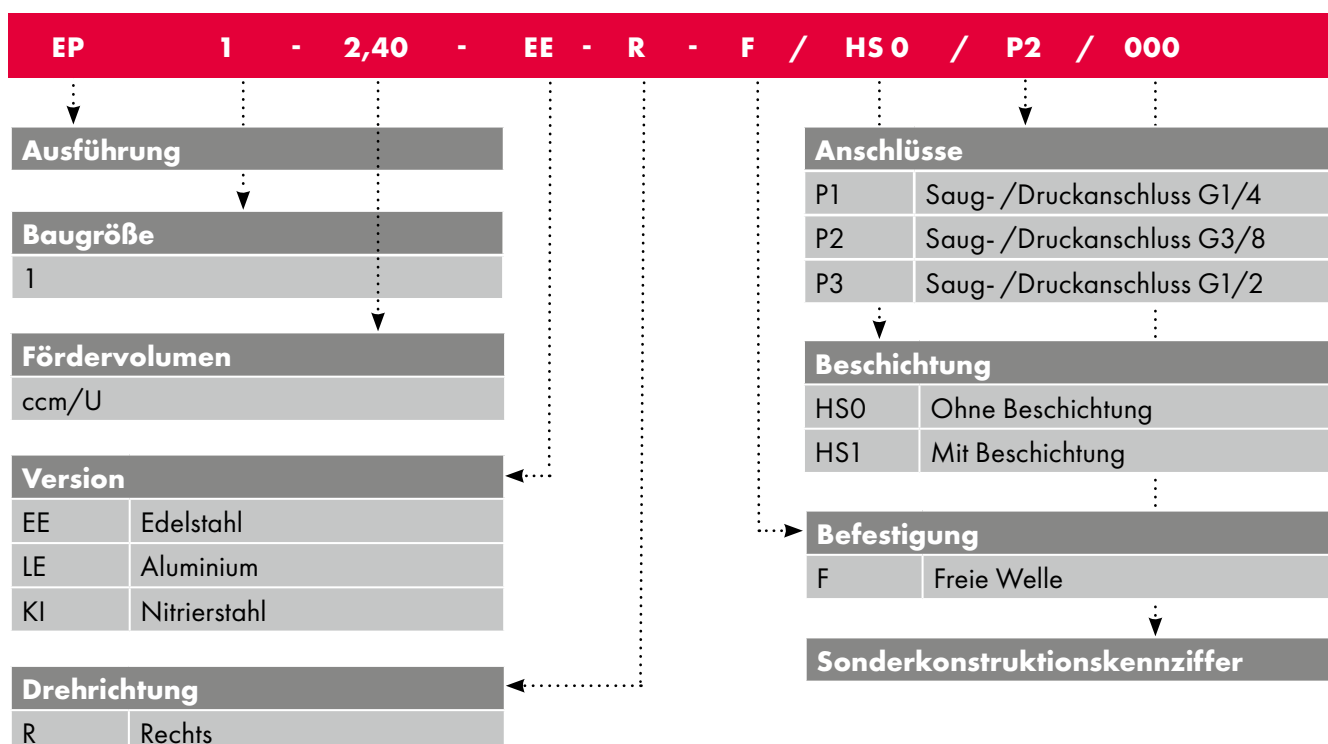 EP 1 - 2,40 - EE - R - F / HS 0 / P2 / 000
Ausführung
Baugröße
1
Fördervolumen
ccm/U
Version
EE Edelstahl
LE Aluminium
KI Nitrierstahl
Drehrichtung
R Rechts
Anschlüsse
P1 Saug- /Druckanschluss G1/4
P2 Saug- /Druckanschluss G3/8
P3 Saug- /Druckanschluss G1/2
Beschichtung
HS0 Ohne Beschichtung
HS1 Mit Beschichtung
Befestigung
F Freie Welle
Sonderkonstruktionskennziffer